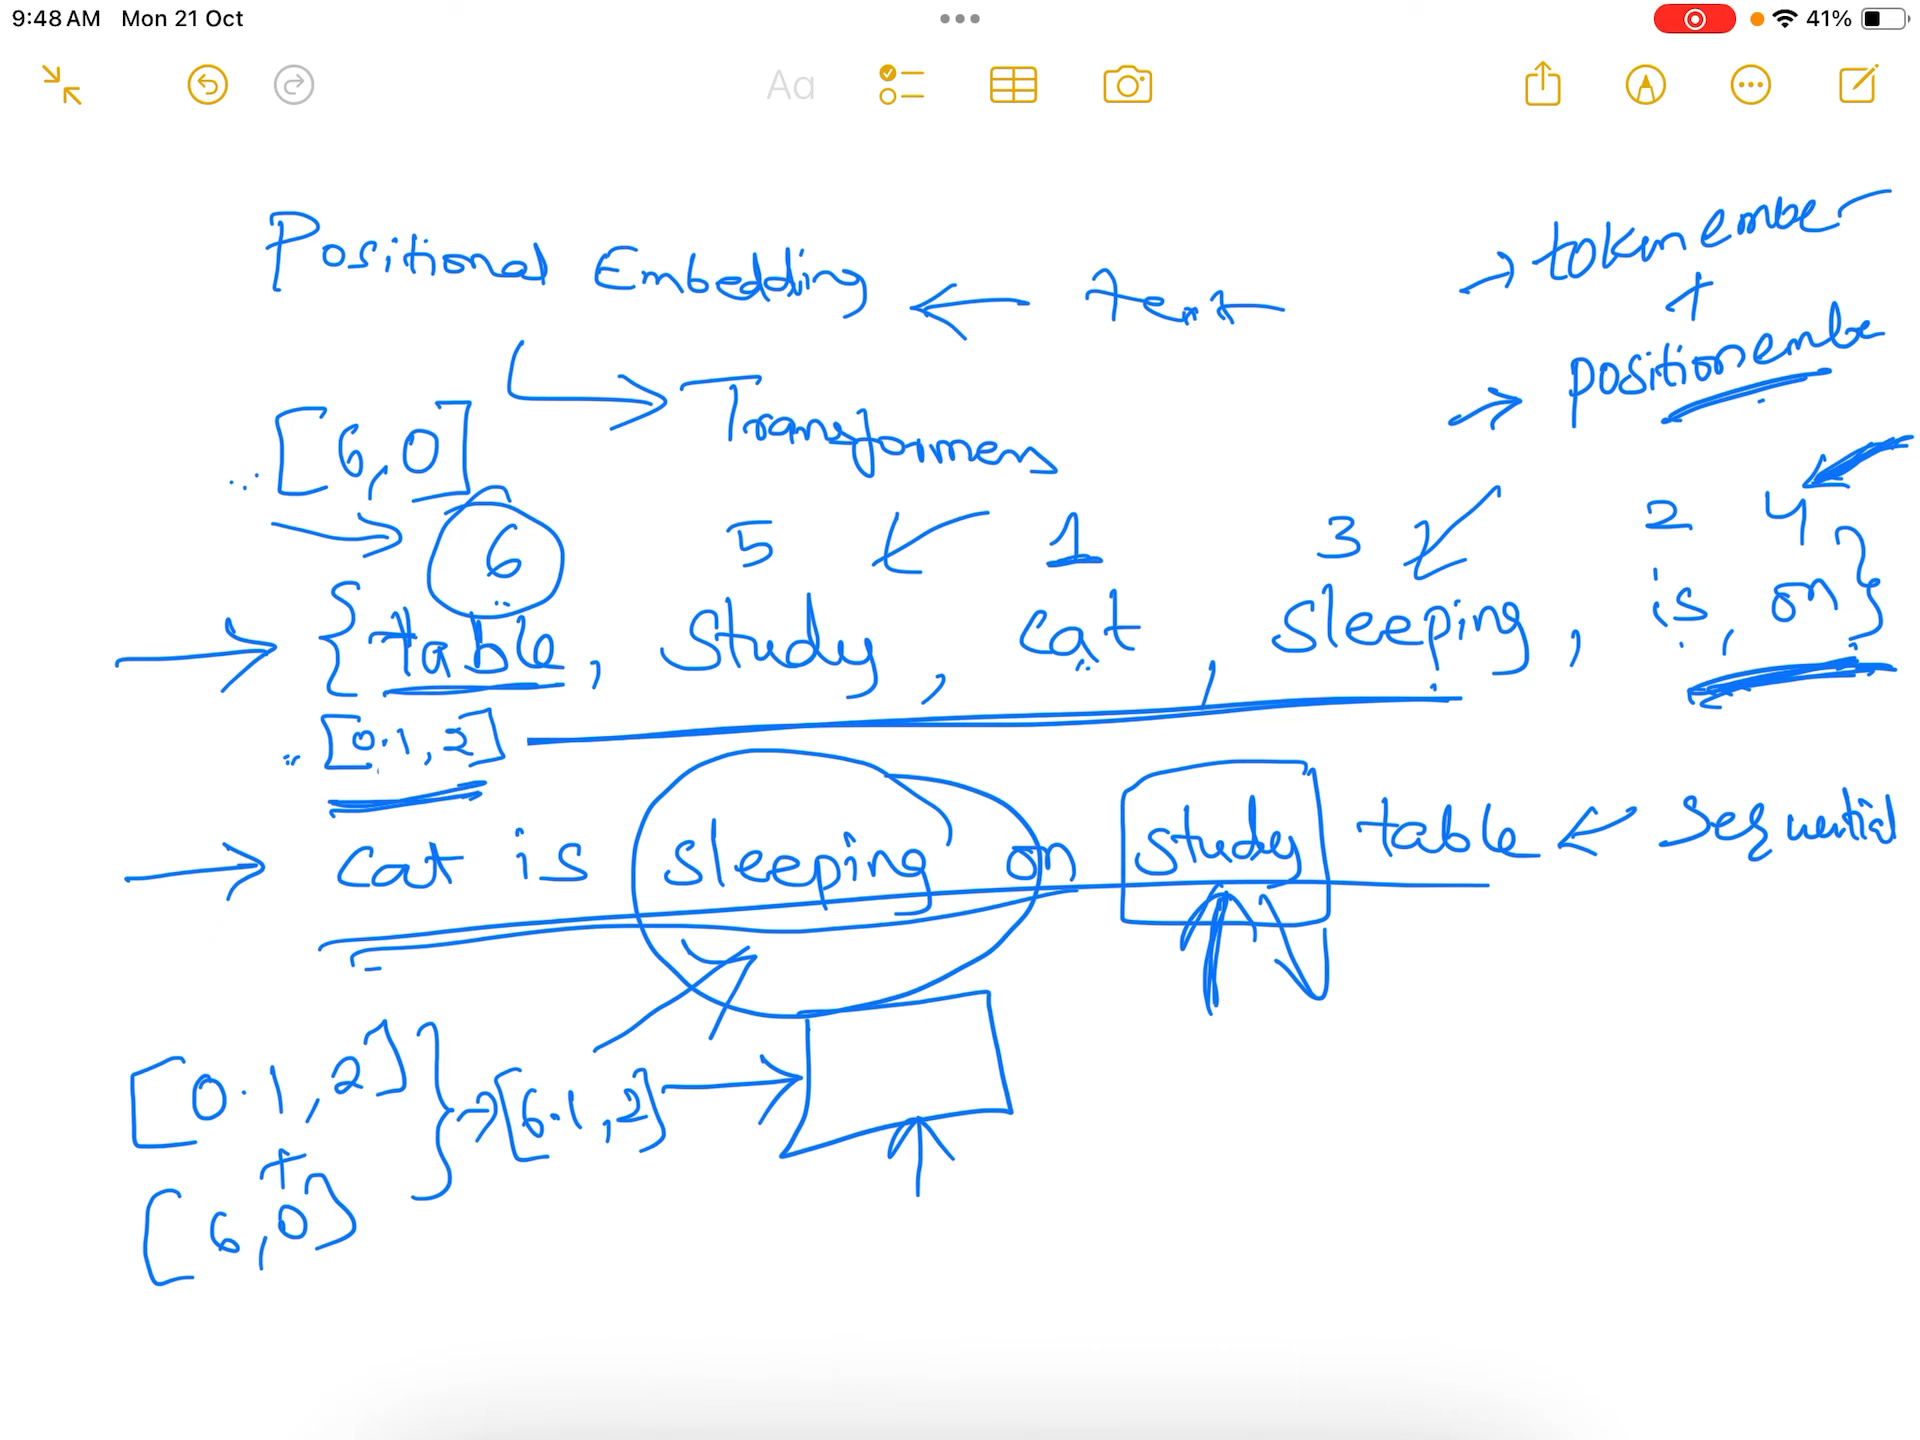 9:48 AM Mon 21 Oct
41%
Aa
Positional Embedding ← text
→ token embe
+
→ position embe
Transformers
[6,0]
6 5 1 3 2 4
{table, study, cat, sleeping, is, on}
[0.1, 2]
cat is sleeping on study table ← Sequential
[0.1, 2]
+
[6,0]
→ [6.1, 2]